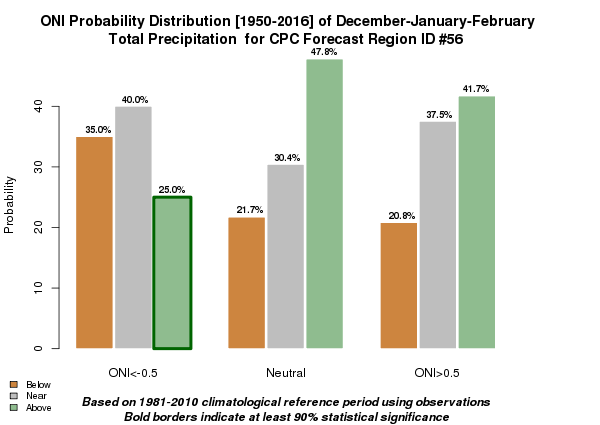 ONI Probability Distribution [1950-2016] of December-January-February
Total Precipitation for CPC Forecast Region ID #56
47.8%
41.7%
40.0%
37.5%
35.0%
30.4%
25.0%
21.7%
20.8%
Probability
40
30
20
10
0
ONI<-0.5
Neutral
ONI>0.5
Below
Near
Above
Based on 1981-2010 climatological reference period using observations
Bold borders indicate at least 90% statistical significance